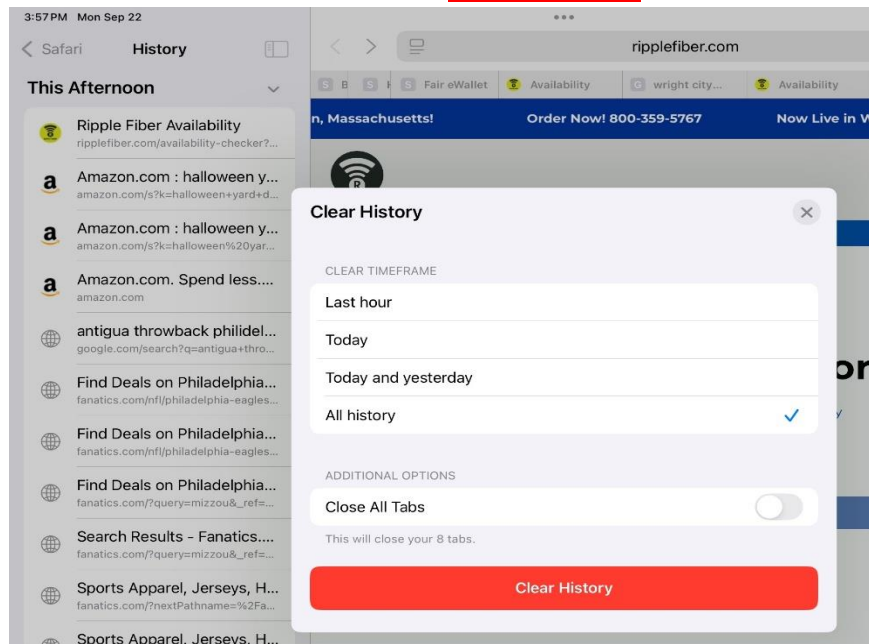 3:57 PM Mon Sep 22
Safari
History
ripplefiber.com
This Afternoon
Fair eWallet
Availability
wright city...
Availability
n, Massachusetts!
Order Now! 800-359-5767
Now Live in W
Ripple Fiber Availability
ripplefiber.com/availability-checker?...
Amazon.com : halloween y...
amazon.com/s?k=halloween+yard+d...
Amazon.com : halloween y...
amazon.com/s?k=halloween%20yar...
Amazon.com. Spend less....
amazon.com
antigua throwback philidel...
google.com/search?q=antigua+thro...
Find Deals on Philadelphia...
fanatics.com/nfl/philadelphia-eagles...
Find Deals on Philadelphia...
fanatics.com/nfl/philadelphia-eagles...
Find Deals on Philadelphia...
fanatics.com/?query=mizzou&_ref=...
Search Results - Fanatics....
fanatics.com/?query=mizzou&_ref=...
Sports Apparel, Jerseys, H...
fanatics.com/?nextPathname=%2Fa...
Sports Apparel, Jerseys, H...
Clear History
CLEAR TIMEFRAME
Last hour
Today
Today and yesterday
All history
ADDITIONAL OPTIONS
Close All Tabs
This will close your 8 tabs.
Clear History
or
y